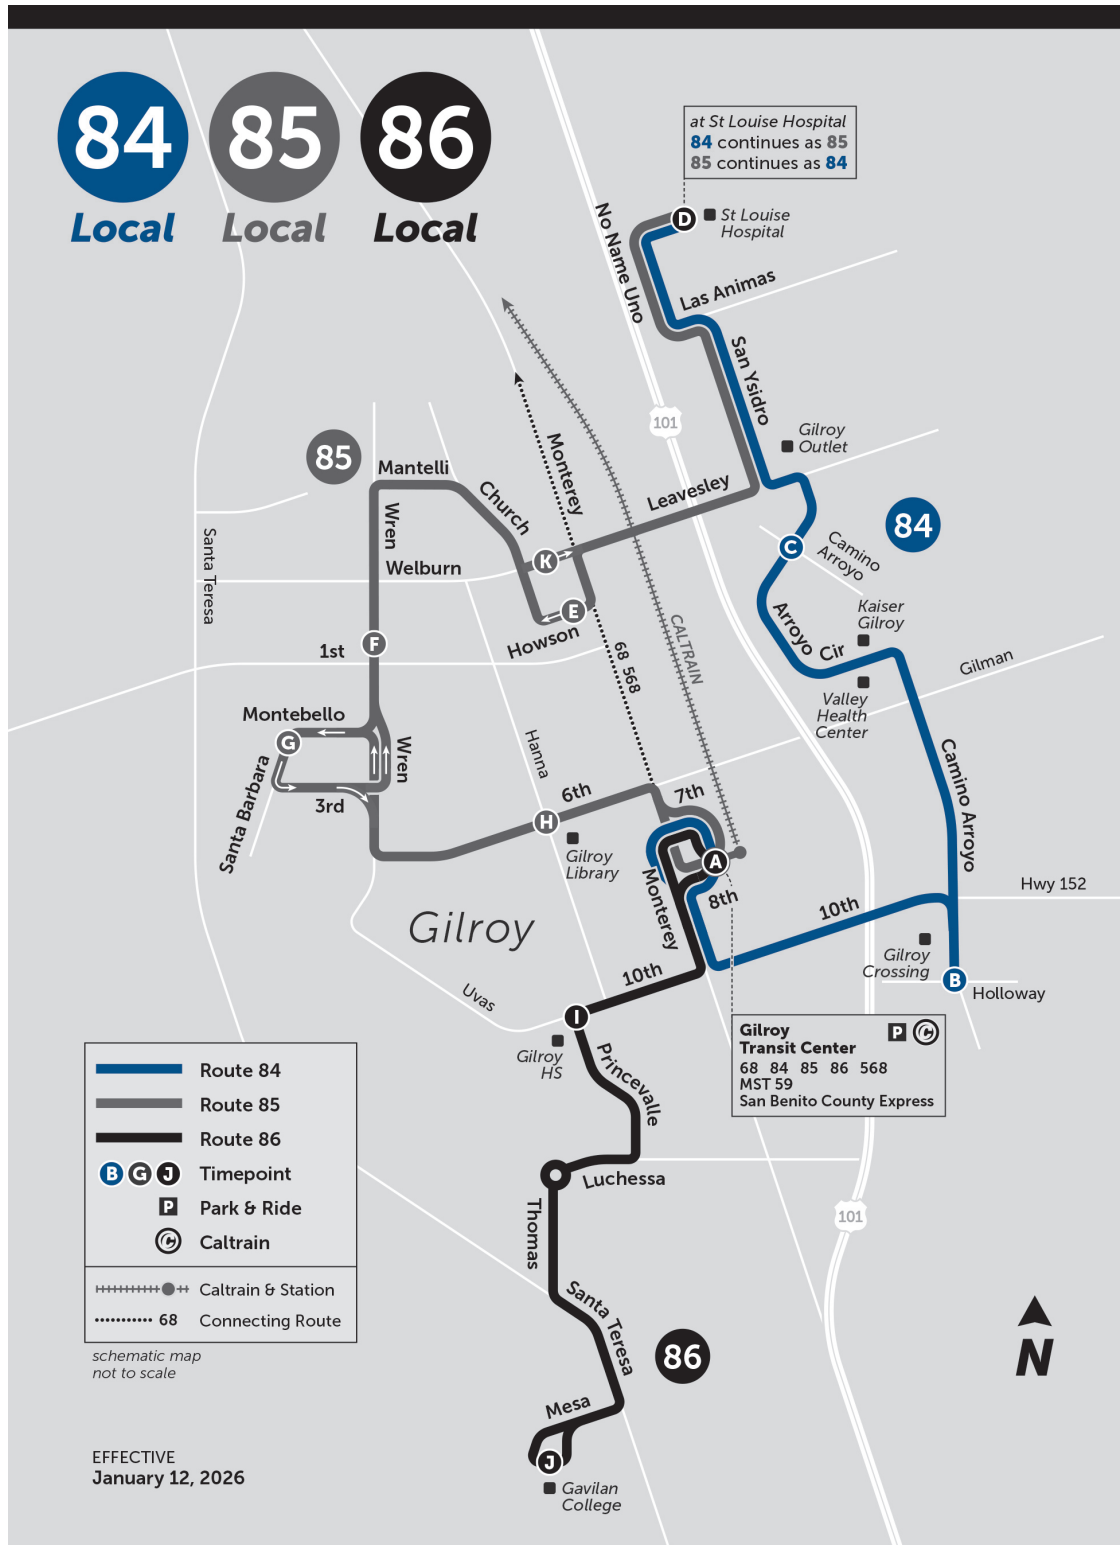 84
85
86
Local
Local
Local
at St Louise Hospital
84 continues as 85
85 continues as 84
D
St Louise
Hospital
No Name Uno
Las Animas
San Ysidro
101
Gilroy
Outlet
85
Mantelli
Monterey
Church
Leavesley
Wren
84
Santa Teresa
Welburn
K
C
Camino
Arroyo
E
Howson
Kaiser
Gilroy
Arroyo Cir
F
1st
68 568
CALTRAIN
Gilman
Valley
Health
Center
Montebello
G
Wren
Hanna
Camino Arroyo
Santa Barbara
3rd
6th
7th
H
Gilroy
Library
A
Monterey
8th
Hwy 152
10th
Gilroy
Gilroy
Crossing
B
Holloway
10th
Uvas
I
Gilroy
HS
Princevalle
Gilroy
Transit Center
P
C
68 84 85 86 568
MST 59
San Benito County Express
Route 84
Route 85
Route 86
B G J Timepoint
P Park & Ride
C Caltrain
Caltrain & Station
68 Connecting Route
schematic map
not to scale
Luchessa
Thomas
101
Santa Teresa
86
N
Mesa
J
Gavilan
College
EFFECTIVE
January 12, 2026